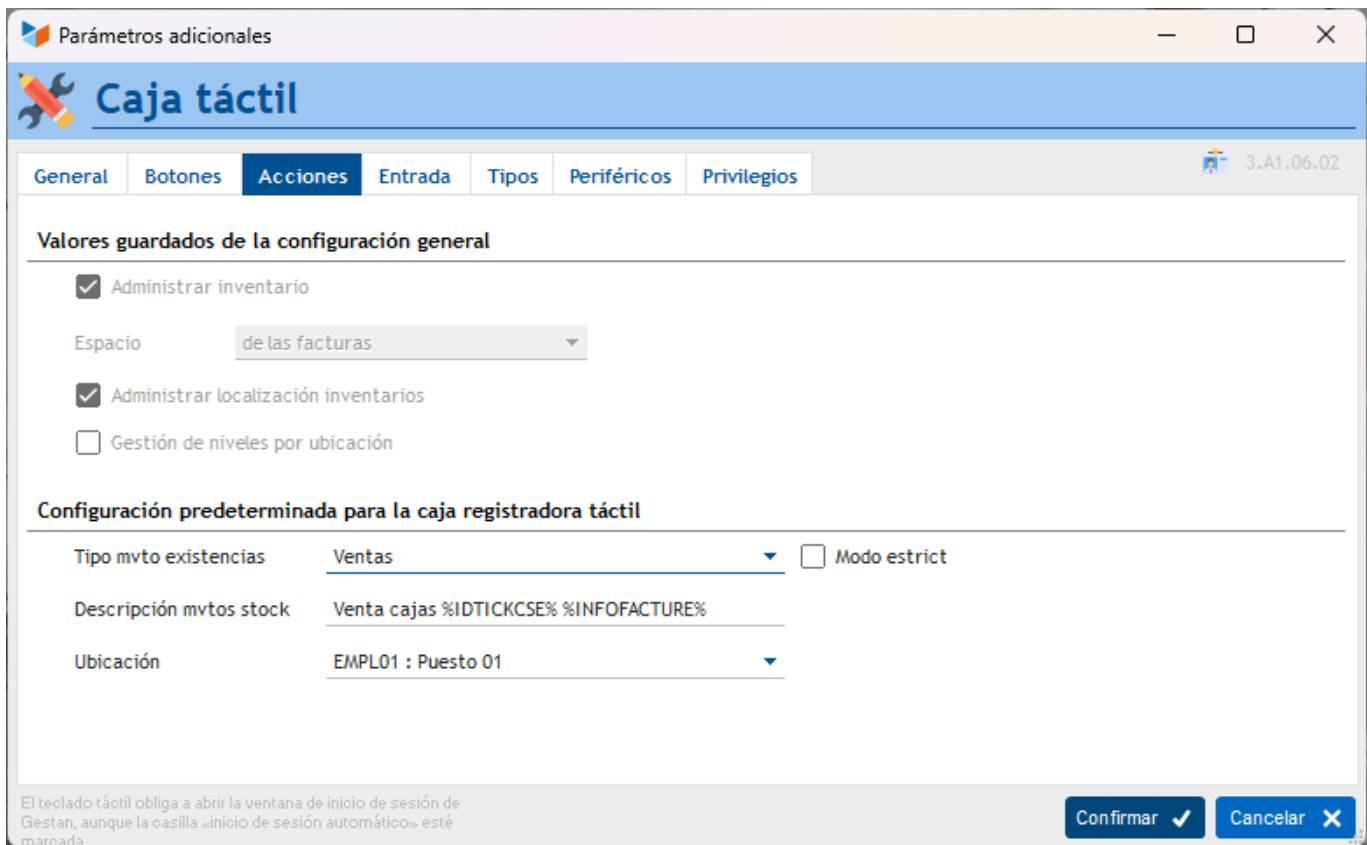 Parámetros adicionales
Caja táctil
General Botones Acciones Entrada Tipos Periféricos Privilegios 3.A1.06.02
Valores guardados de la configuración general
Administrar inventario
Espacio de las facturas
Administrar localización inventarios
Gestión de niveles por ubicación
Configuración predeterminada para la caja registradora táctil
Tipo mvto existencias Ventas Modo estrict
Descripción mvtos stock Venta cajas %IDTICKCSE% %INFOFACTURE%
Ubicación EMPL01 : Puesto 01
El teclado táctil obliga a abrir la ventana de inicio de sesión de
Gestan, aunque la casilla «inicio de sesión automático» esté
marcada
Confirmar Cancelar